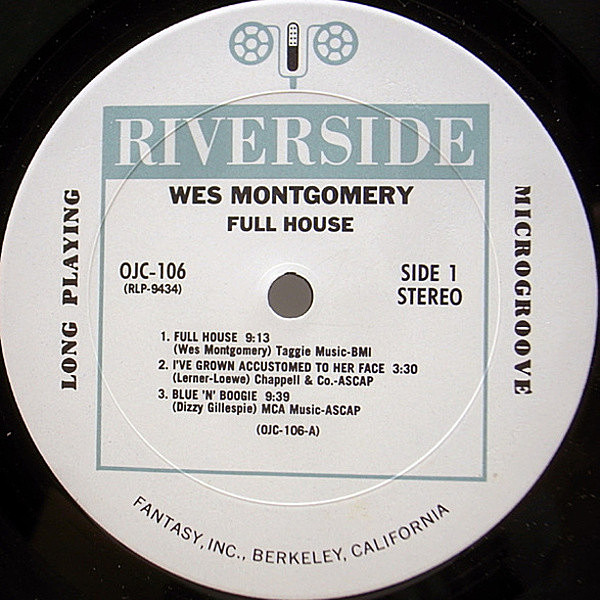 RIVERSIDE
WES MONTGOMERY
FULL HOUSE
LONG PLAYING
MICROGROOVE
OJC-106
(RLP-9434)
SIDE 1
STEREO
1. FULL HOUSE 9:13
(Wes Montgomery) Taggie Music-BMI
2. I'VE GROWN ACCUSTOMED TO HER FACE 3:30
(Lerner-Loewe) Chappell & Co.-ASCAP
3. BLUE 'N' BOOGIE 9:39
(Dizzy Gillespie) MCA Music-ASCAP
(OJC-106-A)
FANTASY, INC., BERKELEY, CALIFORNIA